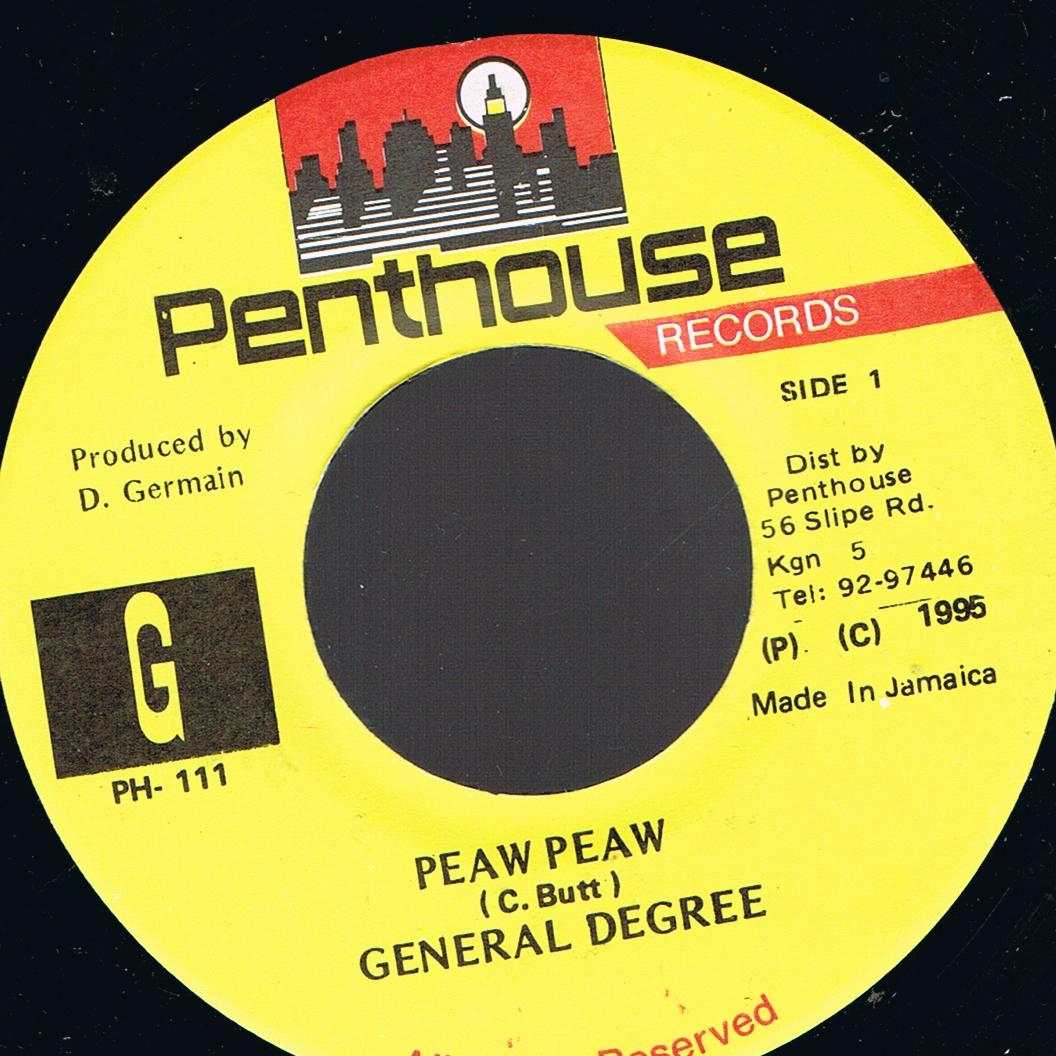 Penthouse
RECORDS
SIDE 1
Produced by
D. Germain
Dist by
Penthouse
56 Slipe Rd.
Kgn 5
Tel: 92-97446
(P). (C) 1995
Made In Jamaica
G
PH- 111
PEAW PEAW
( C. Butt )
GENERAL DEGREE
Reserved